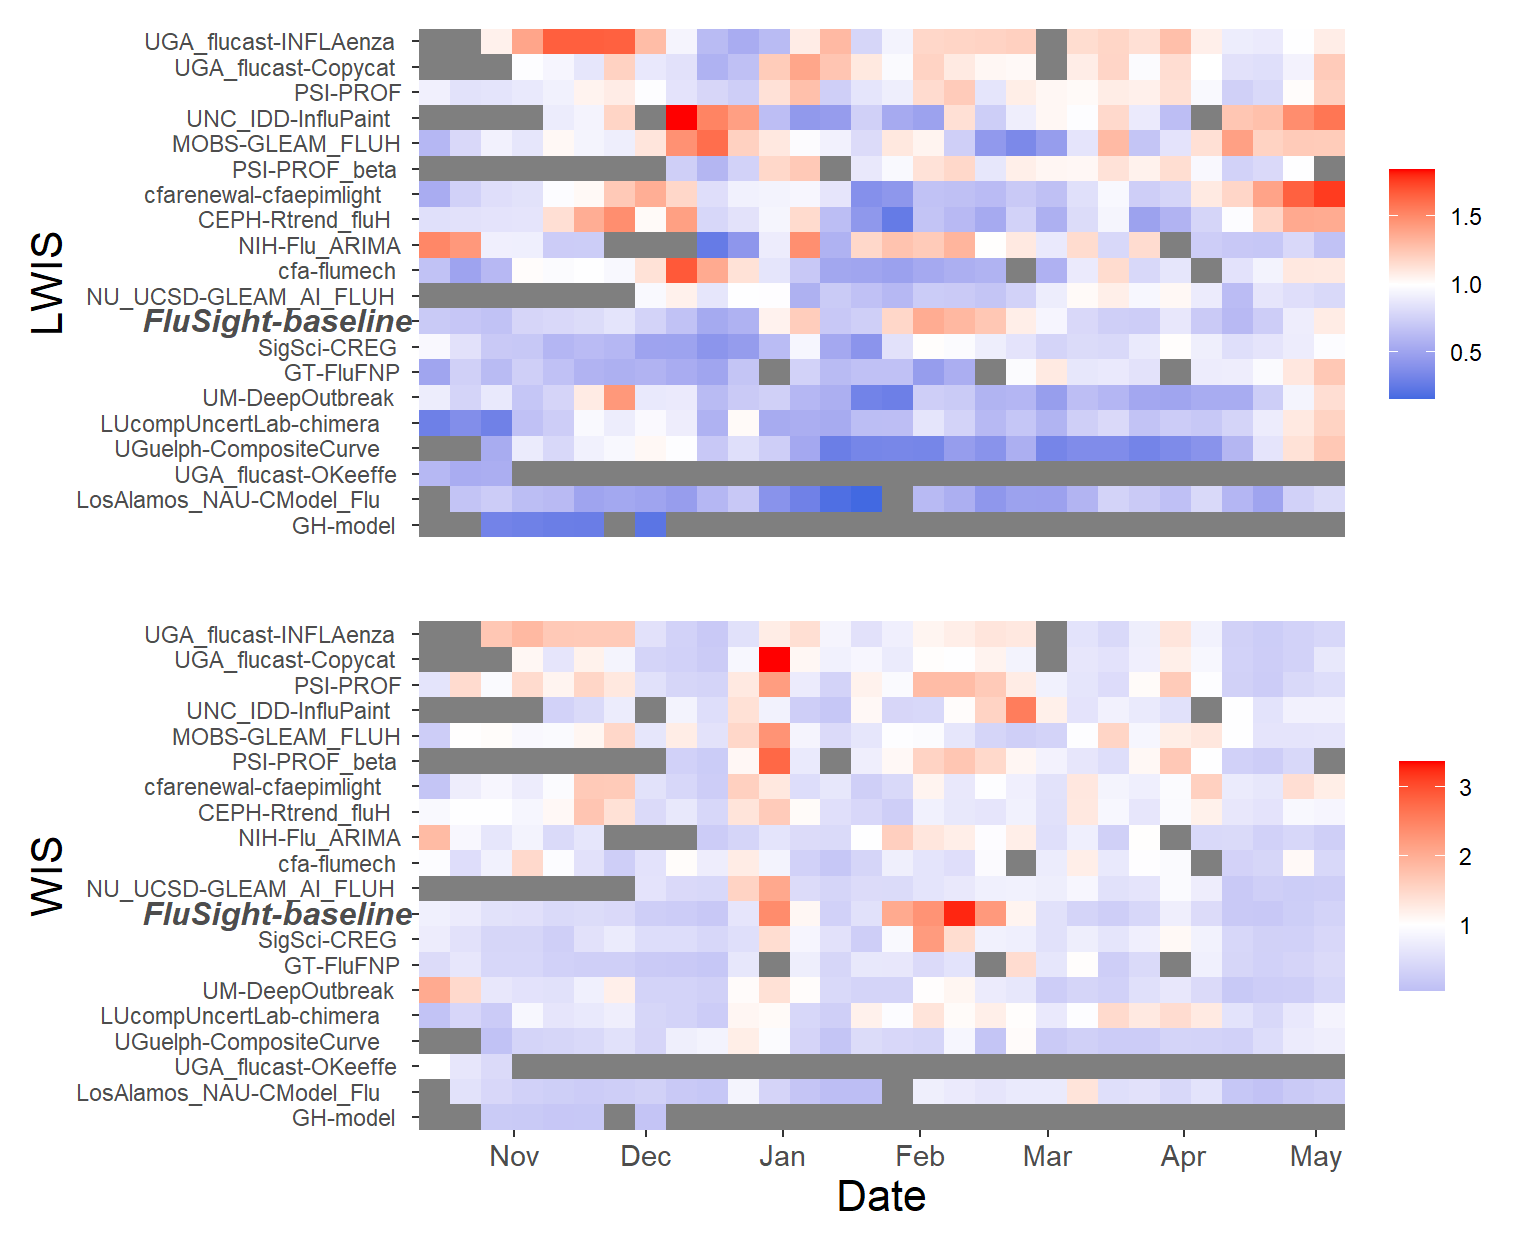 LWIS
UGA_flucast-INFLAenza
UGA_flucast-Copycat
PSI-PROF
UNC_IDD-InfluPaint
MOBS-GLEAM_FLUH
PSI-PROF_beta
cfarenewal-cfaepimlight
CEPH-Rtrend_fluH
NIH-Flu_ARIMA
cfa-flumech
NU_UCSD-GLEAM_AI_FLUH
FluSight-baseline
SigSci-CREG
GT-FluFNP
UM-DeepOutbreak
LUcompUncertLab-chimera
UGuelph-CompositeCurve
UGA_flucast-OKeeffe
LosAlamos_NAU-CModel_Flu
GH-model
1.5
1.0
0.5
WIS
UGA_flucast-INFLAenza
UGA_flucast-Copycat
PSI-PROF
UNC_IDD-InfluPaint
MOBS-GLEAM_FLUH
PSI-PROF_beta
cfarenewal-cfaepimlight
CEPH-Rtrend_fluH
NIH-Flu_ARIMA
cfa-flumech
NU_UCSD-GLEAM_AI_FLUH
FluSight-baseline
SigSci-CREG
GT-FluFNP
UM-DeepOutbreak
LUcompUncertLab-chimera
UGuelph-CompositeCurve
UGA_flucast-OKeeffe
LosAlamos_NAU-CModel_Flu
GH-model
3
2
1
Nov Dec Jan Feb Mar Apr May
Date